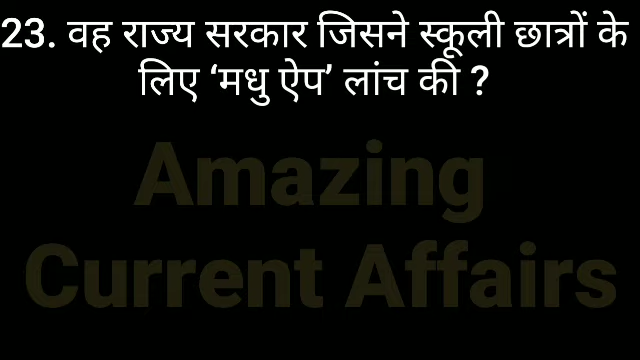 23. वह राज्य सरकार जिसने स्कूली छात्रों के
लिए ‘मधु ऐप’ लांच की ?
Amazing
Current Affairs